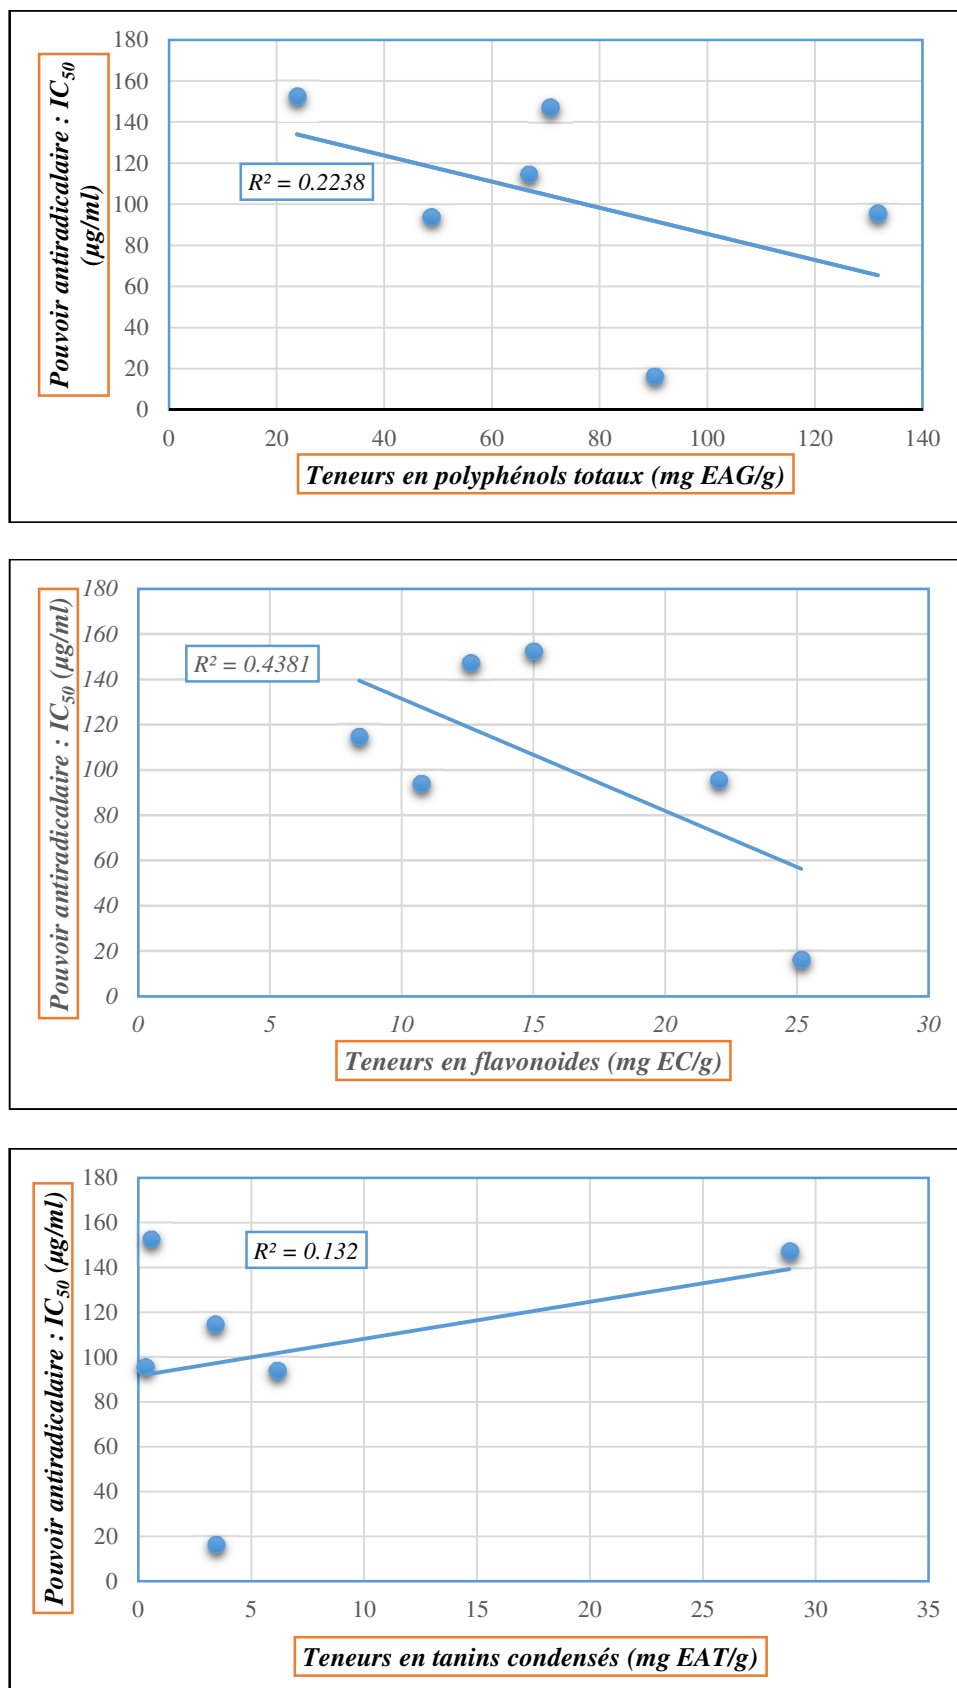 180
160
140
120
100
80
60
40
20
0
Pouvoir antiradicalaire : IC50
(µg/ml)
R² = 0.2238
0 20 40 60 80 100 120 140
Teneurs en polyphénols totaux (mg EAG/g)
180
160
140
120
100
80
60
40
20
0
Pouvoir antiradicalaire : IC50 (µg/ml)
R² = 0.4381
0 5 10 15 20 25 30
Teneurs en flavonoides (mg EC/g)
180
160
140
120
100
80
60
40
20
0
Pouvoir antiradicalaire : IC50 (µg/ml)
R² = 0.132
0 5 10 15 20 25 30 35
Teneurs en tanins condensés (mg EAT/g)